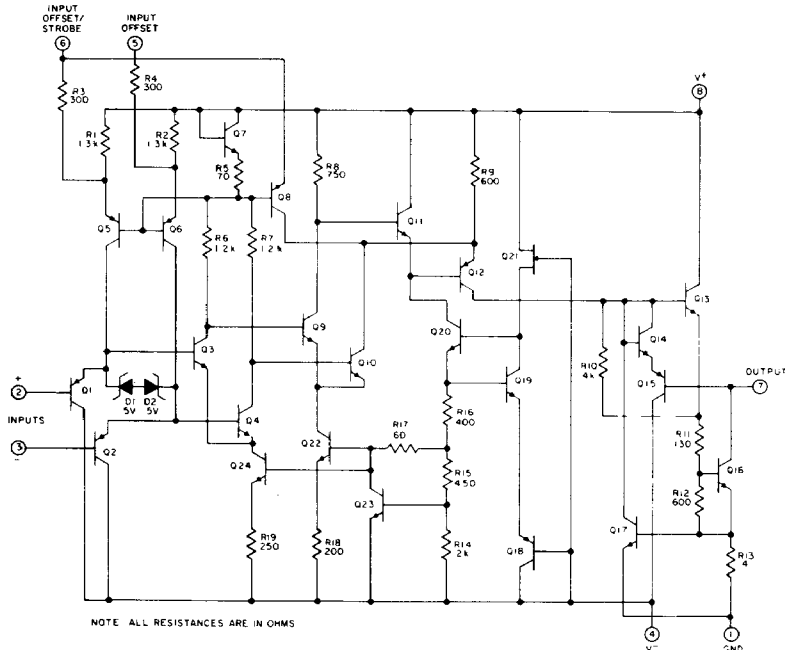 INPUT
OFFSET/
STROBE
6
INPUT
OFFSET
5
V+
8
R3
300
R4
300
R1
1.3k
R2
1.3k
Q7
R5
70
R8
750
R9
600
Q8
Q5
Q6
Q11
R6
1.2k
R7
1.2k
Q21
Q12
Q13
Q3
Q9
Q20
Q14
Q10
R10
4k
Q15
OUTPUT
7
+
2
Q1
D1
5V
D2
5V
Q4
Q19
INPUTS
3
-
Q2
R17
60
R16
400
R11
130
Q22
Q16
Q24
R15
450
R12
600
Q23
Q17
R19
250
R18
200
R14
2k
Q18
R13
4
NOTE: ALL RESISTANCES ARE IN OHMS
4
V-
1
GND